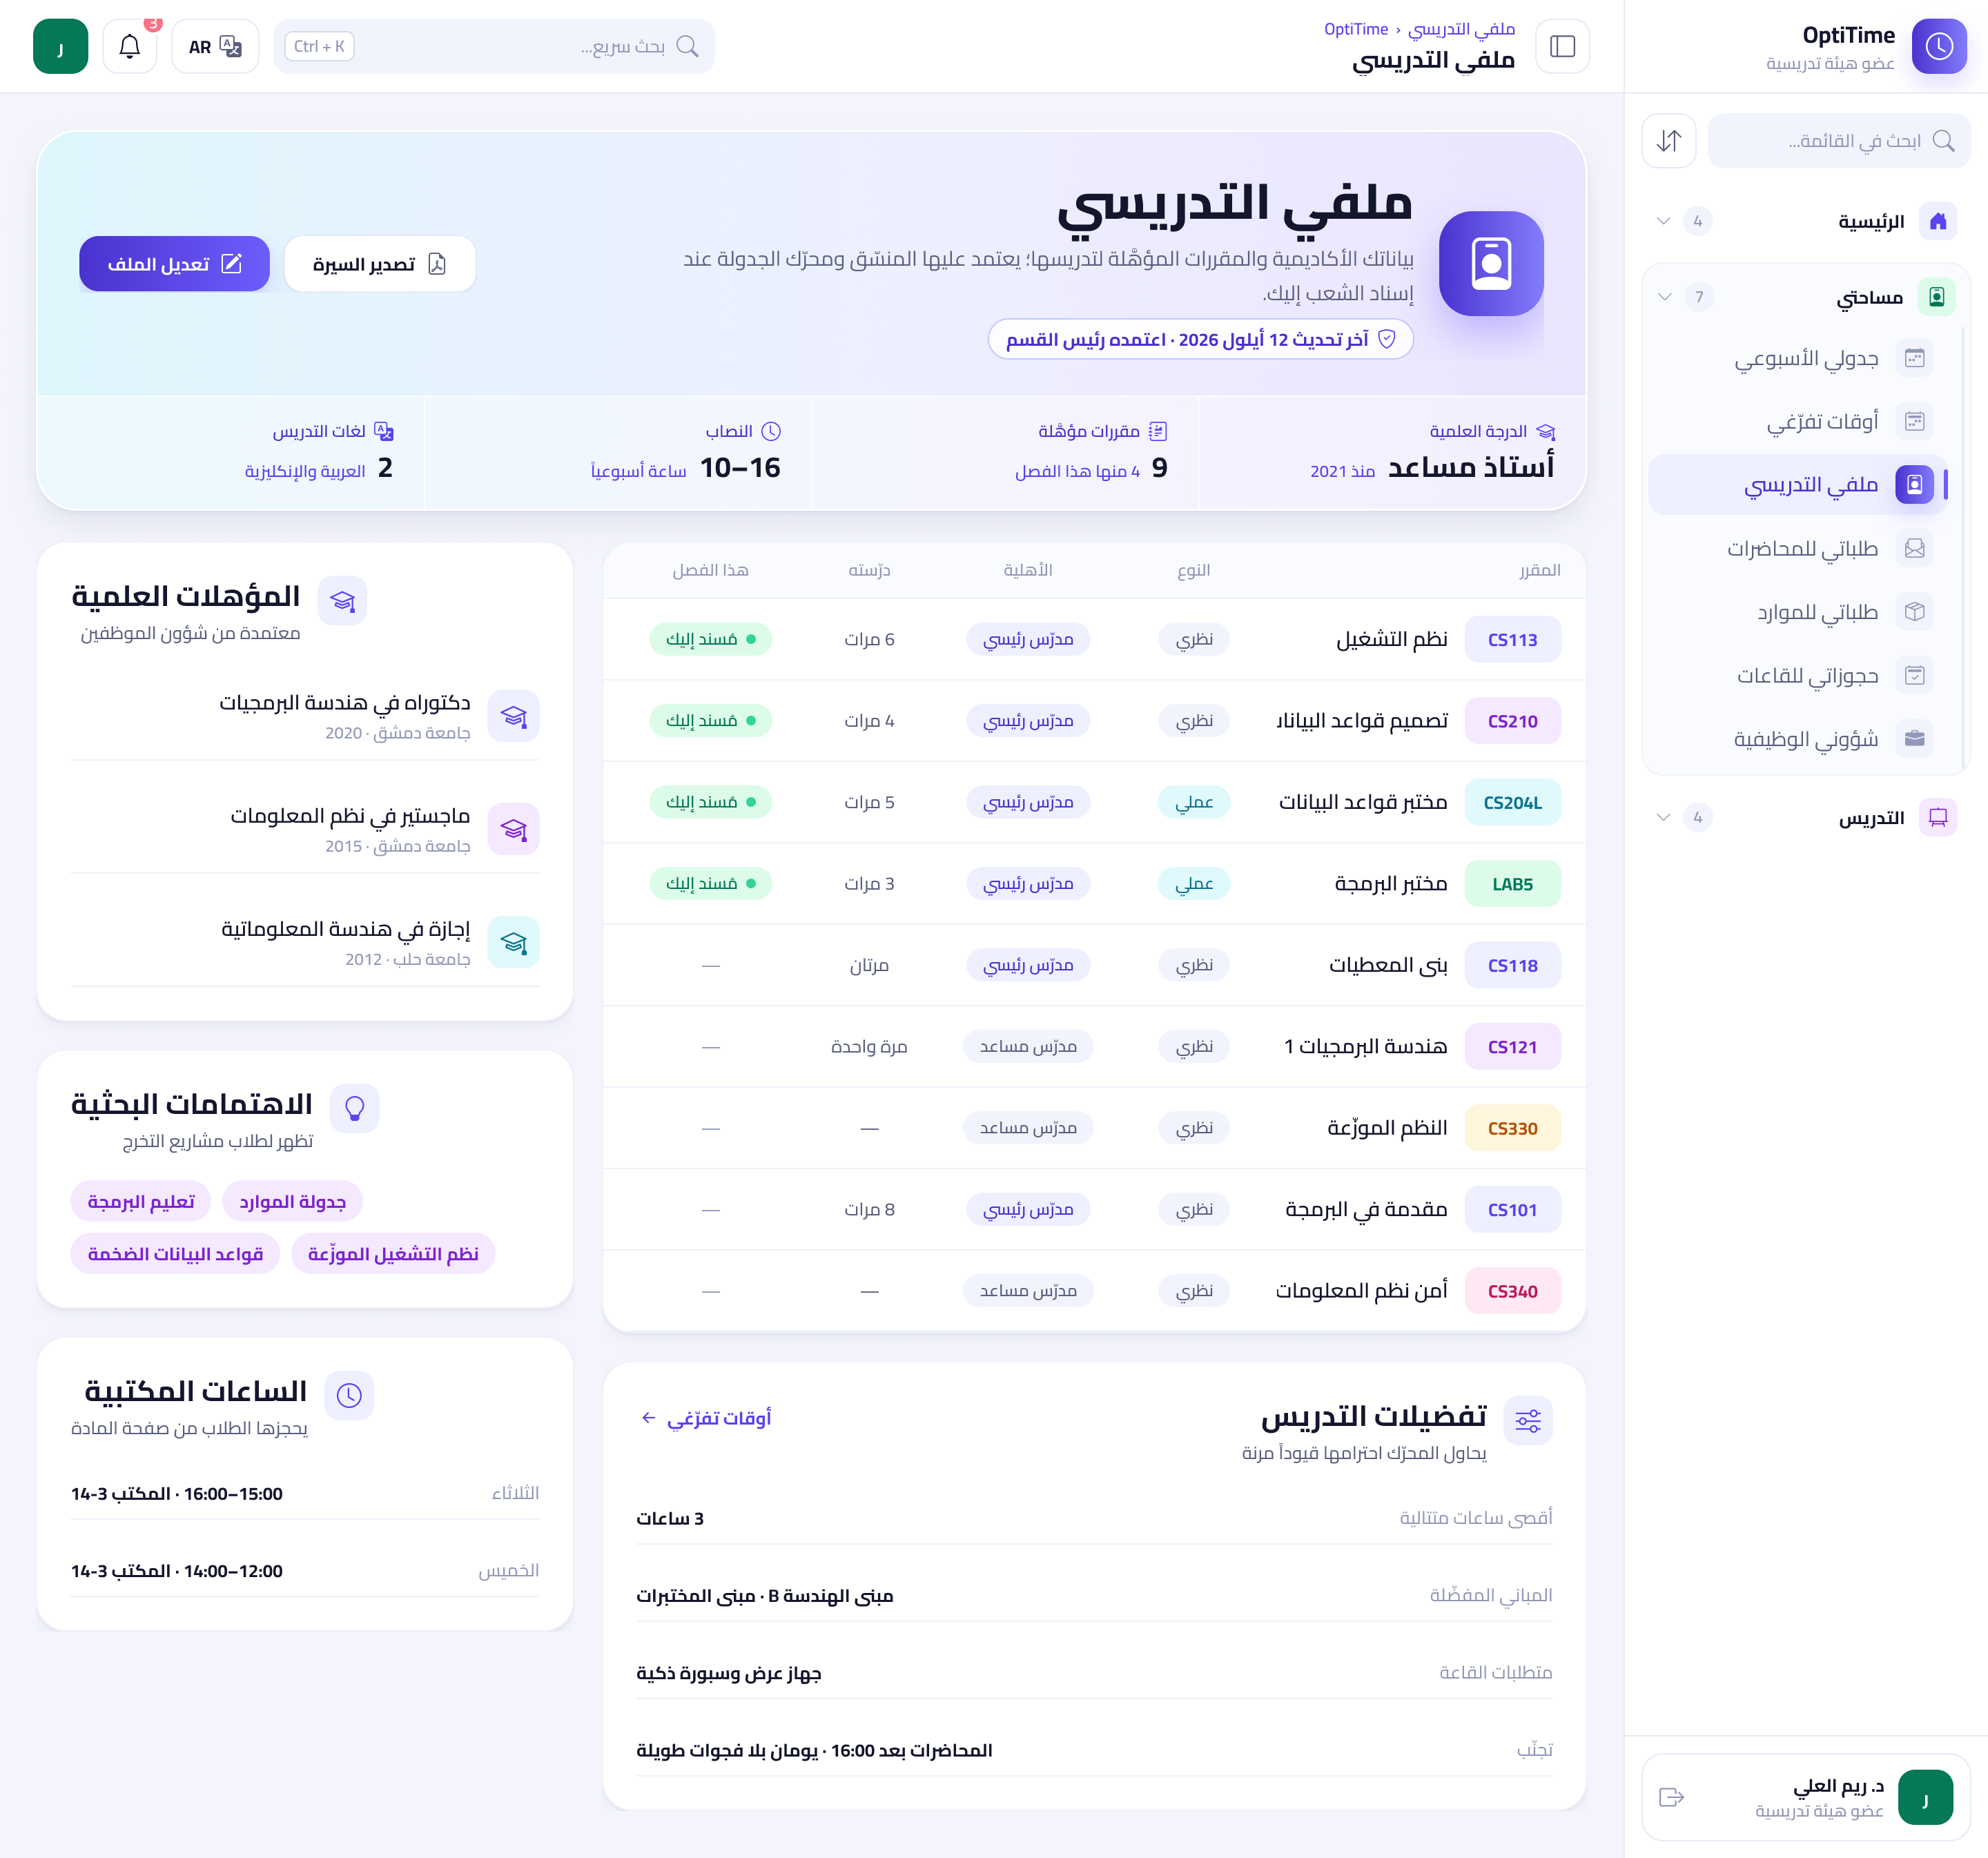 OptiTime
عضو هيئة تدريسية
ابحث في القائمة...
الرئيسية 4
مساحتي 7
جدولي الأسبوعي
أوقات تفرّغي
ملفي التدريسي
طلباتي للمحاضرات
طلباتي للموارد
حجوزاتي للقاعات
شؤوني الوظيفية
التدريس 4
د. ريم العلي
عضو هيئة تدريسية
ر
ملفي التدريسي › OptiTime
ملفي التدريسي
بحث سريع... Ctrl + K
AR
3
ر
ملفي التدريسي
بياناتك الأكاديمية والمقررات المؤهَّلة لتدريسها؛ يعتمد عليها المنسّق ومحرّك الجدولة عند
إسناد الشعب إليك.
آخر تحديث 12 أيلول 2026 · اعتمده رئيس القسم
تصدير السيرة
تعديل الملف
الدرجة العلمية
أستاذ مساعد منذ 2021
مقررات مؤهَّلة
9 4 منها هذا الفصل
النصاب
10–16 ساعة أسبوعياً
لغات التدريس
2 العربية والإنكليزية
المقرر النوع الأهلية درّسته هذا الفصل
CS113 نظم التشغيل نظري مدرّس رئيسي 6 مرات مُسند إليك
CS210 تصميم قواعد البيانا نظري مدرّس رئيسي 4 مرات مُسند إليك
CS204L مختبر قواعد البيانات عملي مدرّس رئيسي 5 مرات مُسند إليك
LAB5 مختبر البرمجة عملي مدرّس رئيسي 3 مرات مُسند إليك
CS118 بنى المعطيات نظري مدرّس رئيسي مرتان —
CS121 هندسة البرمجيات 1 نظري مدرّس مساعد مرة واحدة —
CS330 النظم الموزّعة نظري مدرّس مساعد — —
CS101 مقدمة في البرمجة نظري مدرّس رئيسي 8 مرات —
CS340 أمن نظم المعلومات نظري مدرّس مساعد — —
تفضيلات التدريس
يحاول المحرّك احترامها قيوداً مرنة
أوقات تفرّغي ←
أقصى ساعات متتالية 3 ساعات
المباني المفضّلة مبنى الهندسة B · مبنى المختبرات
متطلبات القاعة جهاز عرض وسبورة ذكية
تجنّب المحاضرات بعد 16:00 · يومان بلا فجوات طويلة
المؤهلات العلمية
معتمدة من شؤون الموظفين
دكتوراه في هندسة البرمجيات
جامعة دمشق · 2020
ماجستير في نظم المعلومات
جامعة دمشق · 2015
إجازة في هندسة المعلوماتية
جامعة حلب · 2012
الاهتمامات البحثية
تظهر لطلاب مشاريع التخرج
جدولة الموارد تعليم البرمجة
نظم التشغيل الموزّعة قواعد البيانات الضخمة
الساعات المكتبية
يحجزها الطلاب من صفحة المادة
الثلاثاء 15:00–16:00 · المكتب 3-14
الخميس 12:00–14:00 · المكتب 3-14